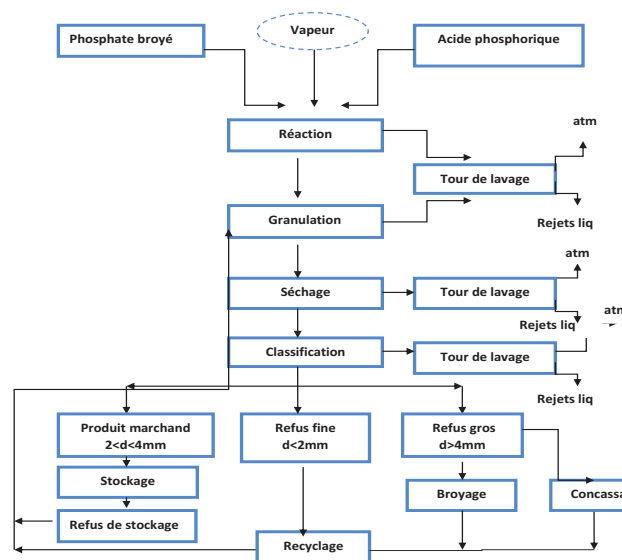 Phosphate broyé
Vapeur
Acide phosphorique
Réaction
atm
Tour de lavage
Granulation
Rejets liq
atm
Séchage
Tour de lavage
atm
Rejets liq
Classification
Tour de lavage
Rejets liq
Produit marchand
2<d<4mm
Refus fine
d<2mm
Refus gros
d>4mm
Stockage
Broyage
Concassa
Refus de stockage
Recyclage